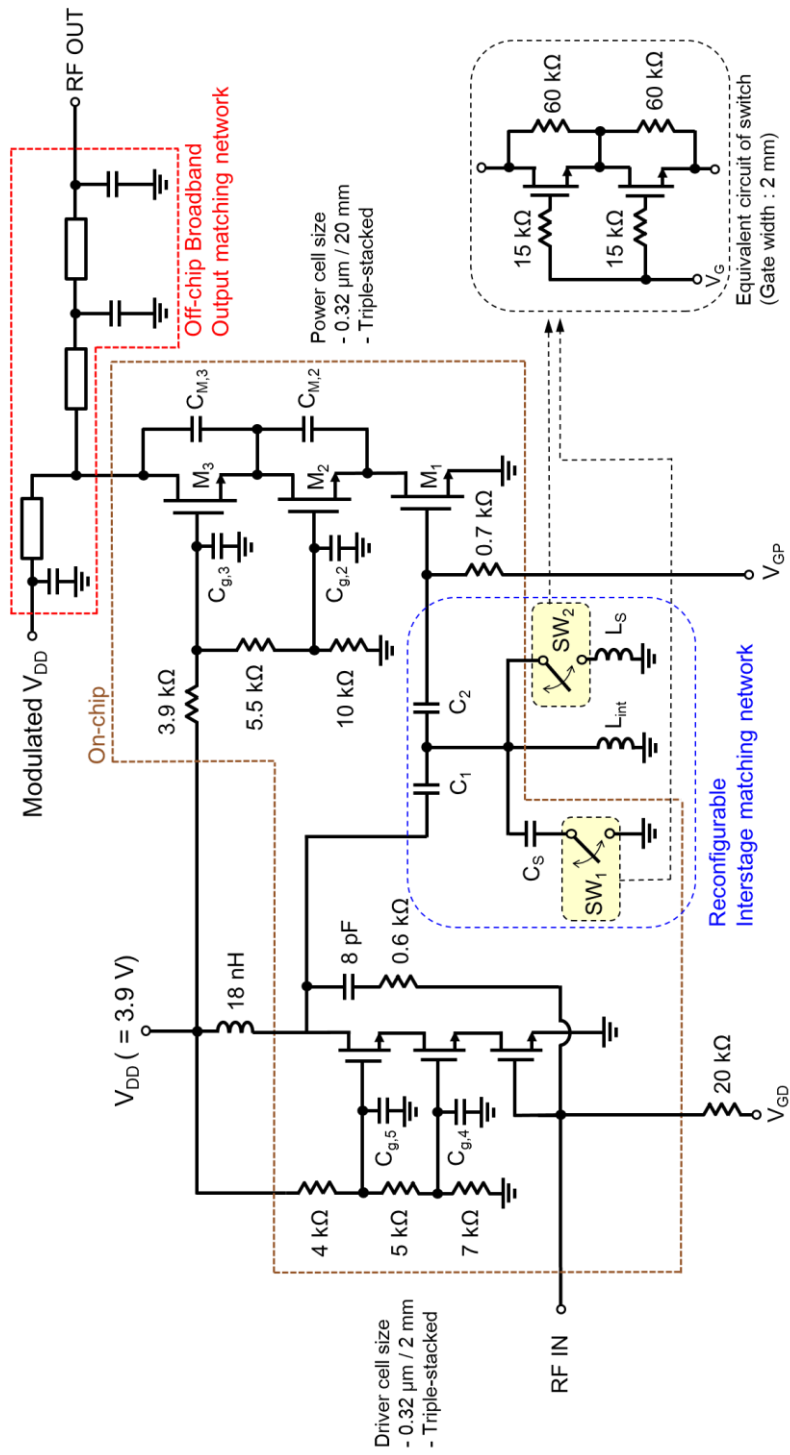 Modulated V_DD
RF OUT
Off-chip Broadband
Output matching network
V_DD ( = 3.9 V)
On-chip
Power cell size
- 0.32 μm / 20 mm
- Triple-stacked
3.9 kΩ
5.5 kΩ
10 kΩ
C_g,3
C_g,2
M_3
M_2
M_1
C_M,3
C_M,2
0.7 kΩ
V_GP
18 nH
8 pF
0.6 kΩ
4 kΩ
5 kΩ
7 kΩ
C_g,5
C_g,4
Driver cell size
- 0.32 μm / 2 mm
- Triple-stacked
RF IN
20 kΩ
V_GD
C_1
C_2
C_S
SW_1
L_int
SW_2
L_S
Reconfigurable
Interstage matching network
15 kΩ
15 kΩ
60 kΩ
60 kΩ
V_G
Equivalent circuit of switch
(Gate width : 2 mm)